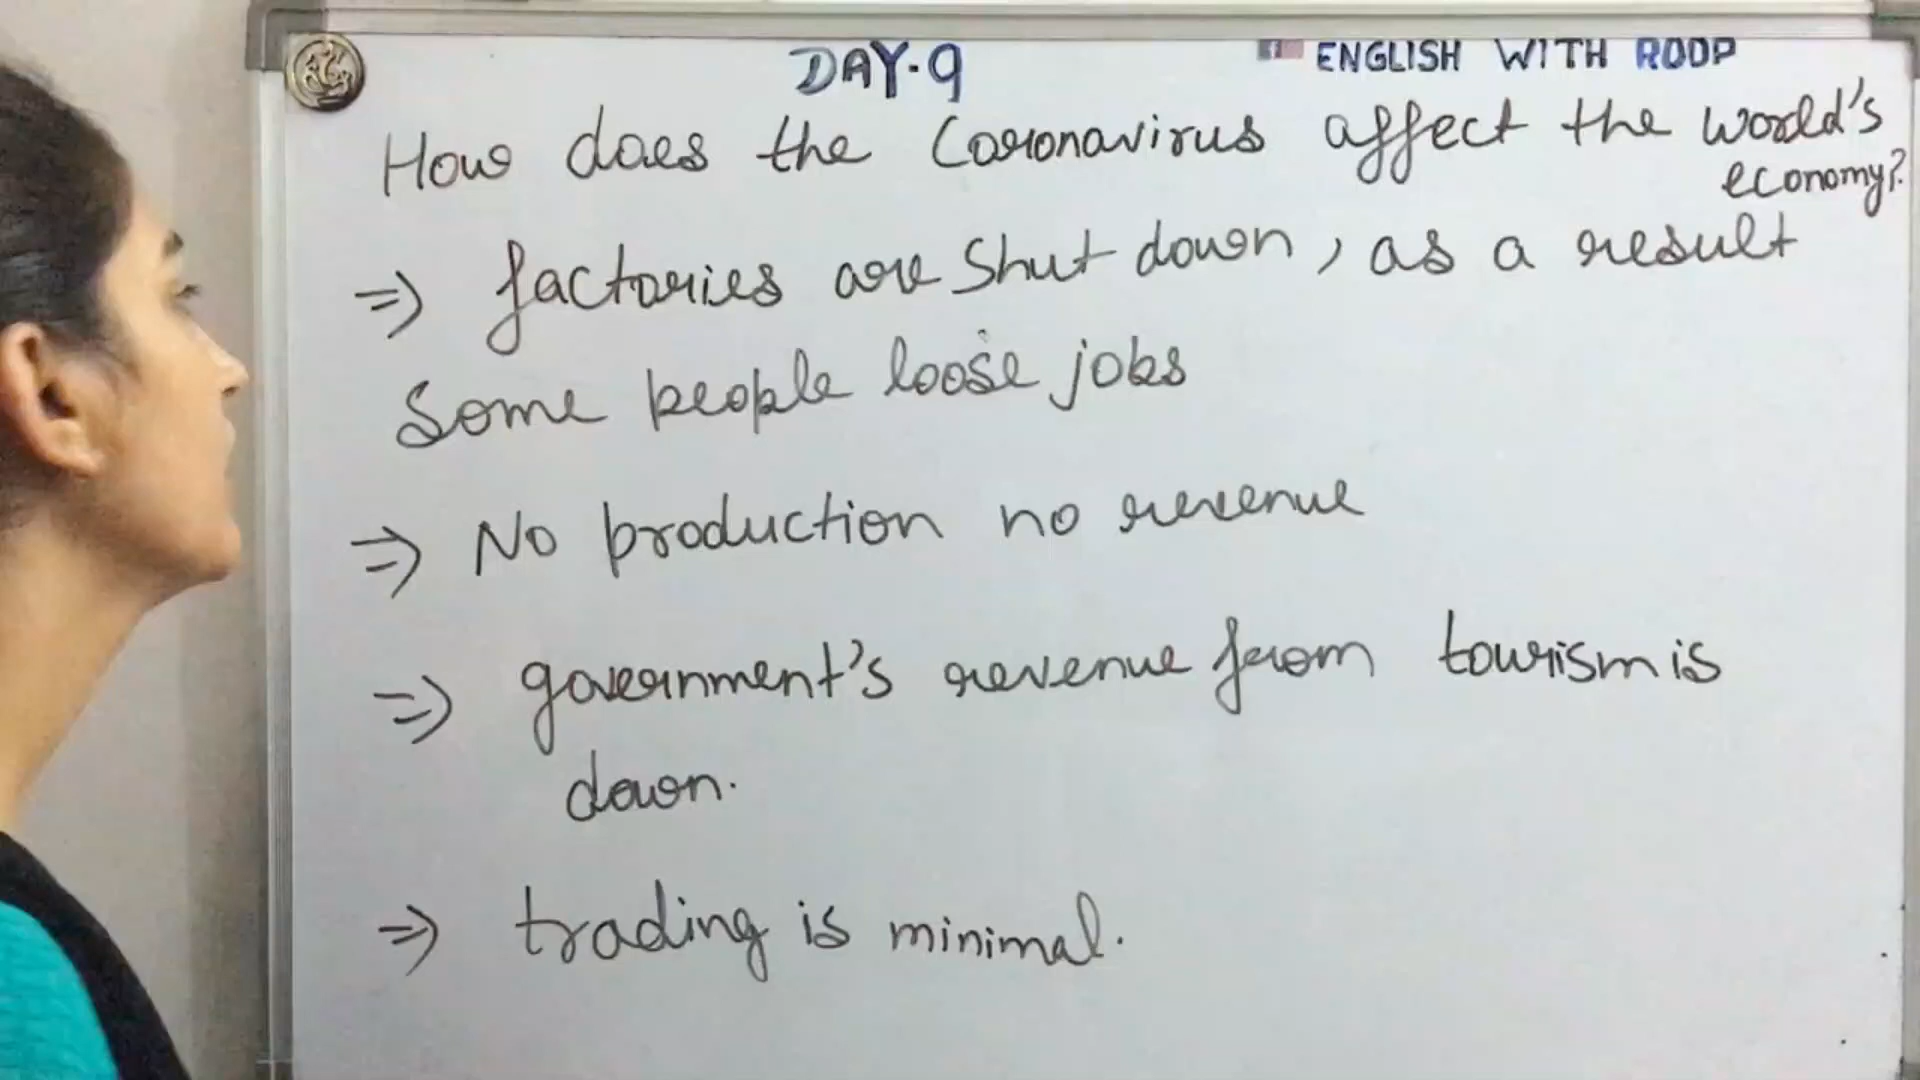 DAY-9
ENGLISH WITH ROOP
How does the Coronavirus affect the world's
economy?
⇒ factories are Shut down, as a result
Some people loose jobs
⇒ No production no revenue
⇒ government's revenue from tourism is
down.
⇒ trading is minimal.